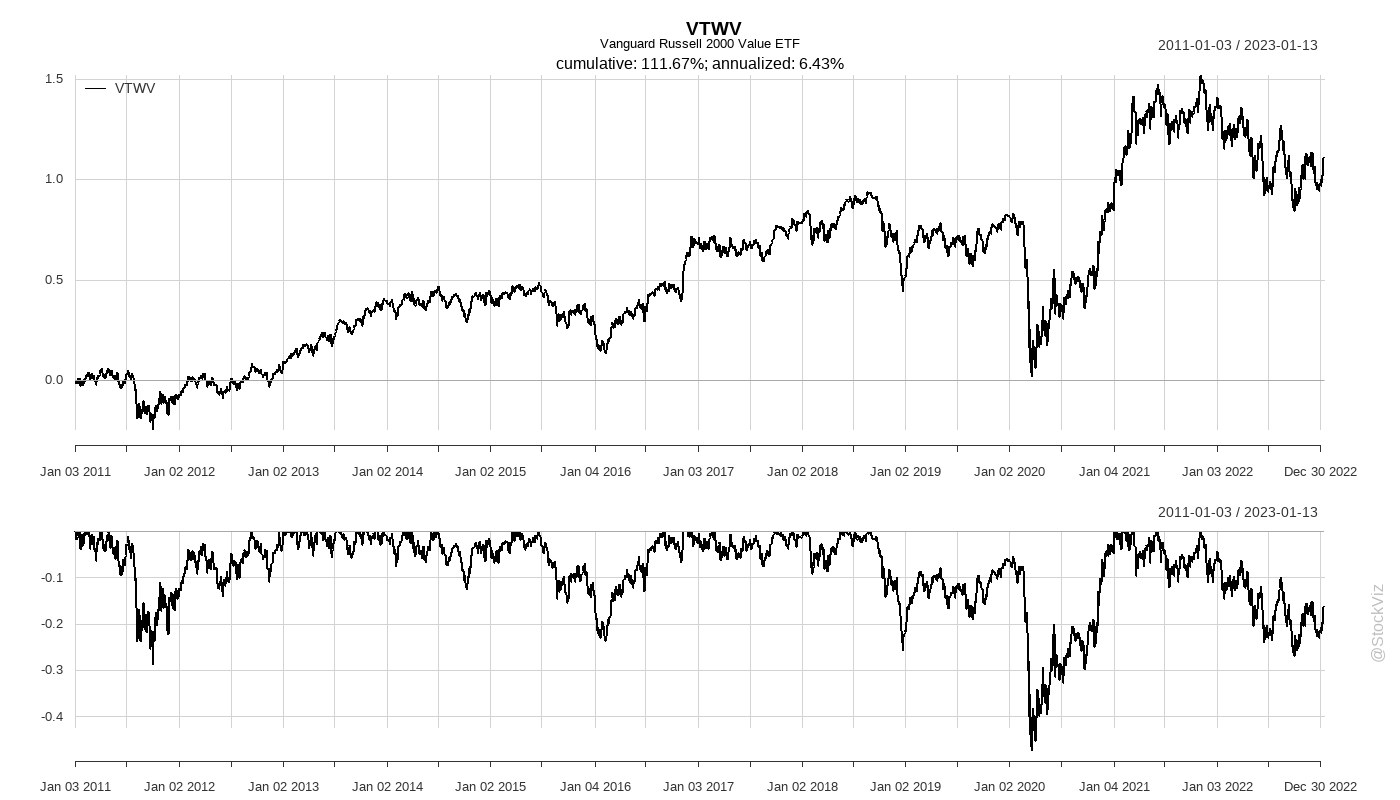 VTWV
Vanguard Russell 2000 Value ETF
2011-01-03 / 2023-01-13
cumulative: 111.67%; annualized: 6.43%
VTWV
1.5
1.0
0.5
0.0
Jan 03 2011 Jan 02 2012 Jan 02 2013 Jan 02 2014 Jan 02 2015 Jan 04 2016 Jan 03 2017 Jan 02 2018 Jan 02 2019 Jan 02 2020 Jan 04 2021 Jan 03 2022 Dec 30 2022
2011-01-03 / 2023-01-13
-0.1
-0.2
-0.3
-0.4
Jan 03 2011 Jan 02 2012 Jan 02 2013 Jan 02 2014 Jan 02 2015 Jan 04 2016 Jan 03 2017 Jan 02 2018 Jan 02 2019 Jan 02 2020 Jan 04 2021 Jan 03 2022 Dec 30 2022
@StockViz